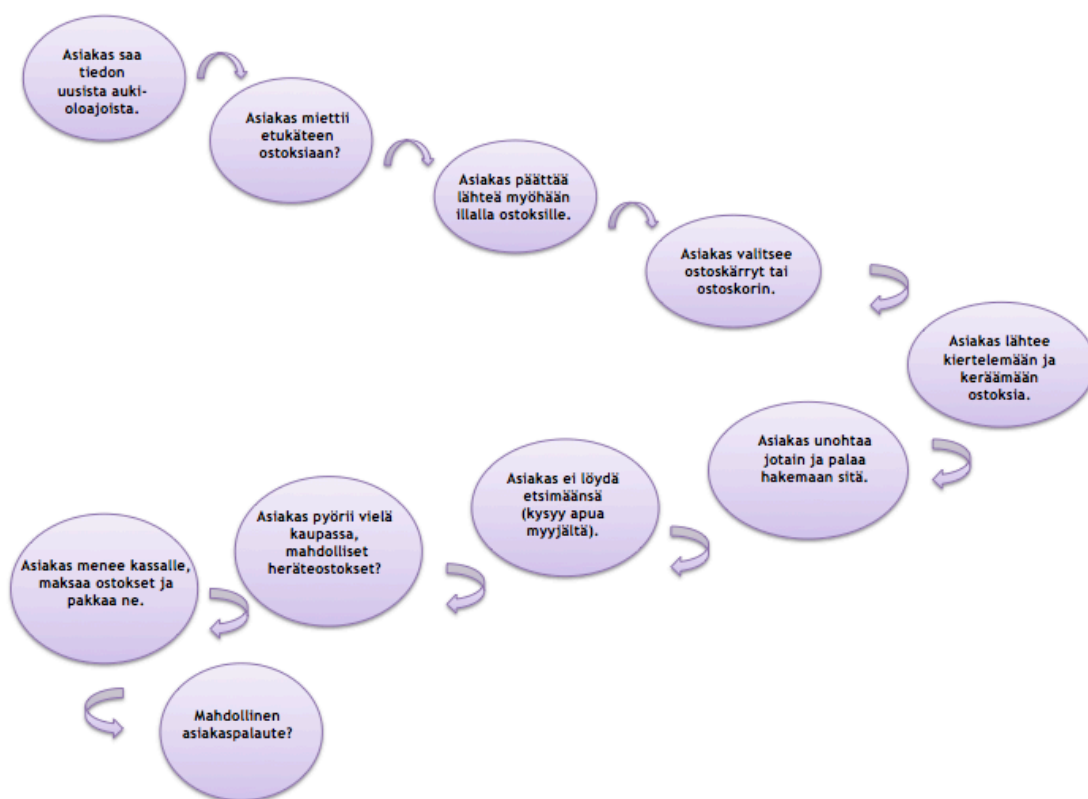 Asiakas saa
tiedon
uusista auki-
oloajoista.
Asiakas miettii
etukäteen
ostoksiaan?
Asiakas päättää
lähteä myöhään
illalla ostoksille.
Asiakas valitsee
ostoskärryt tai
ostoskorin.
Asiakas lähtee
kiertelemään ja
keräämään
ostoksia.
Asiakas unohtaa
jotain ja palaa
hakemaan sitä.
Asiakas ei löydä
etsimäänsä
(kysyy apua
myyjältä).
Asiakas pyörii vielä
kaupassa,
mahdolliset
heräteostokset?
Asiakas menee kassalle,
maksaa ostokset ja
pakkaa ne.
Mahdollinen
asiakaspalaute?